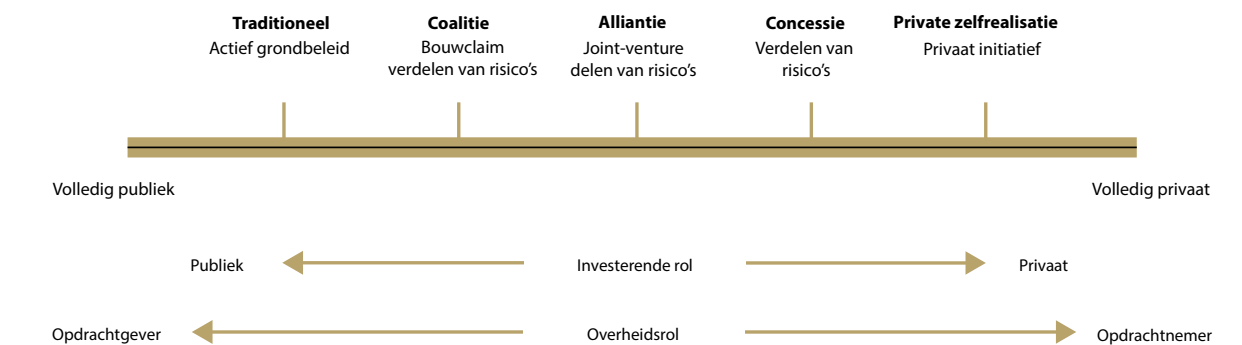 Traditioneel
Actief grondbeleid
Coalitie
Bouwclaim
verdelen van risico's
Alliantie
Joint-venture
delen van risico's
Concessie
Verdelen van
risico's
Private zelfrealisatie
Privaat initiatief
Volledig publiek
Volledig privaat
Publiek
Investerende rol
Privaat
Opdrachtgever
Overheidsrol
Opdrachtnemer